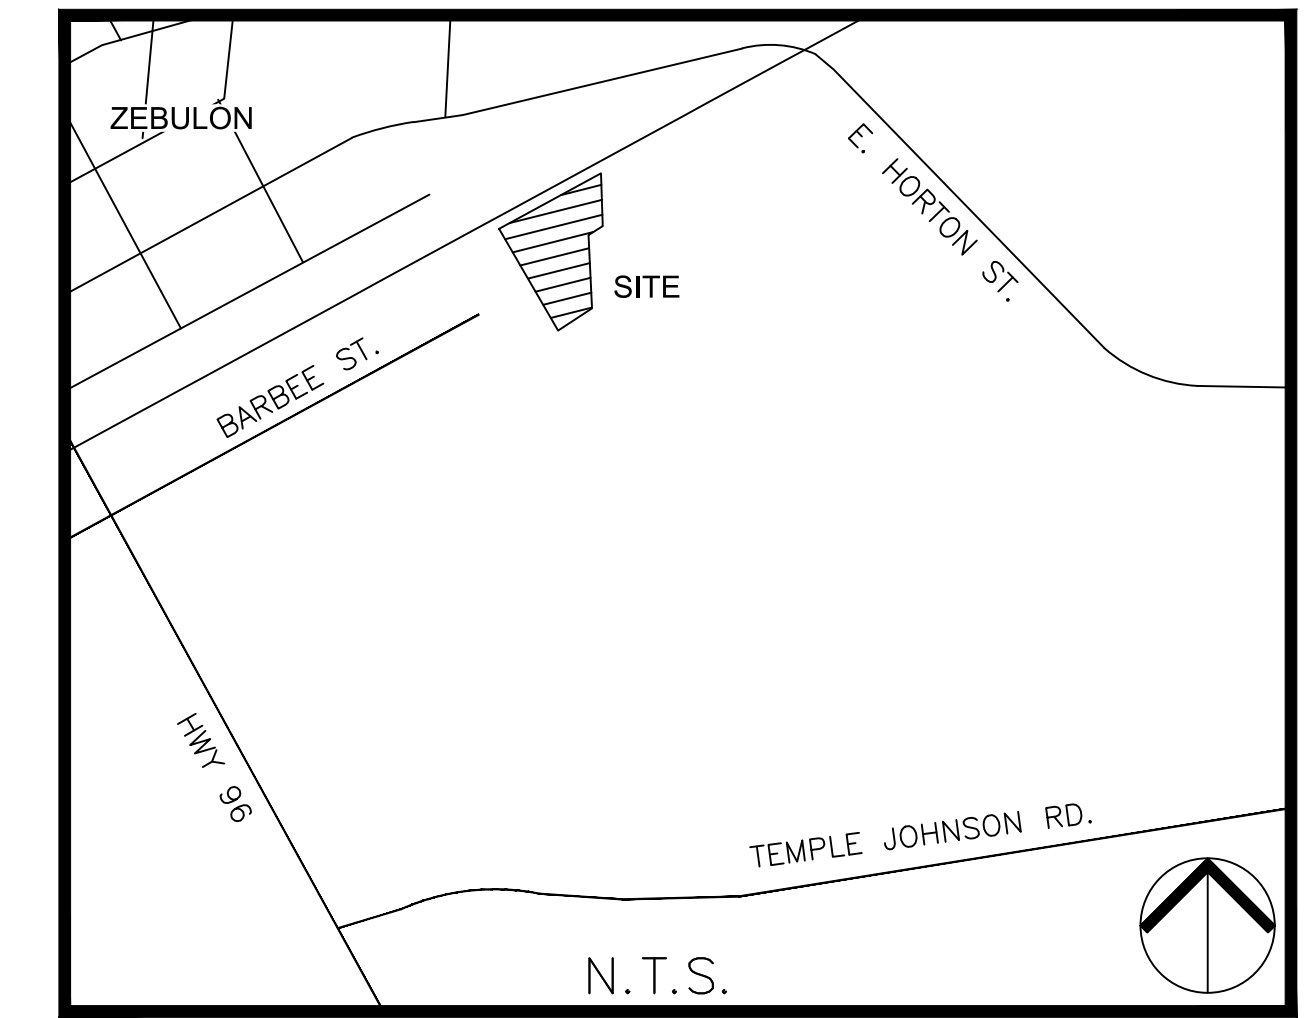 ZEBULON
E. HORTON ST.
SITE
BARBEE ST.
HWY 96
TEMPLE JOHNSON RD.
N.T.S.